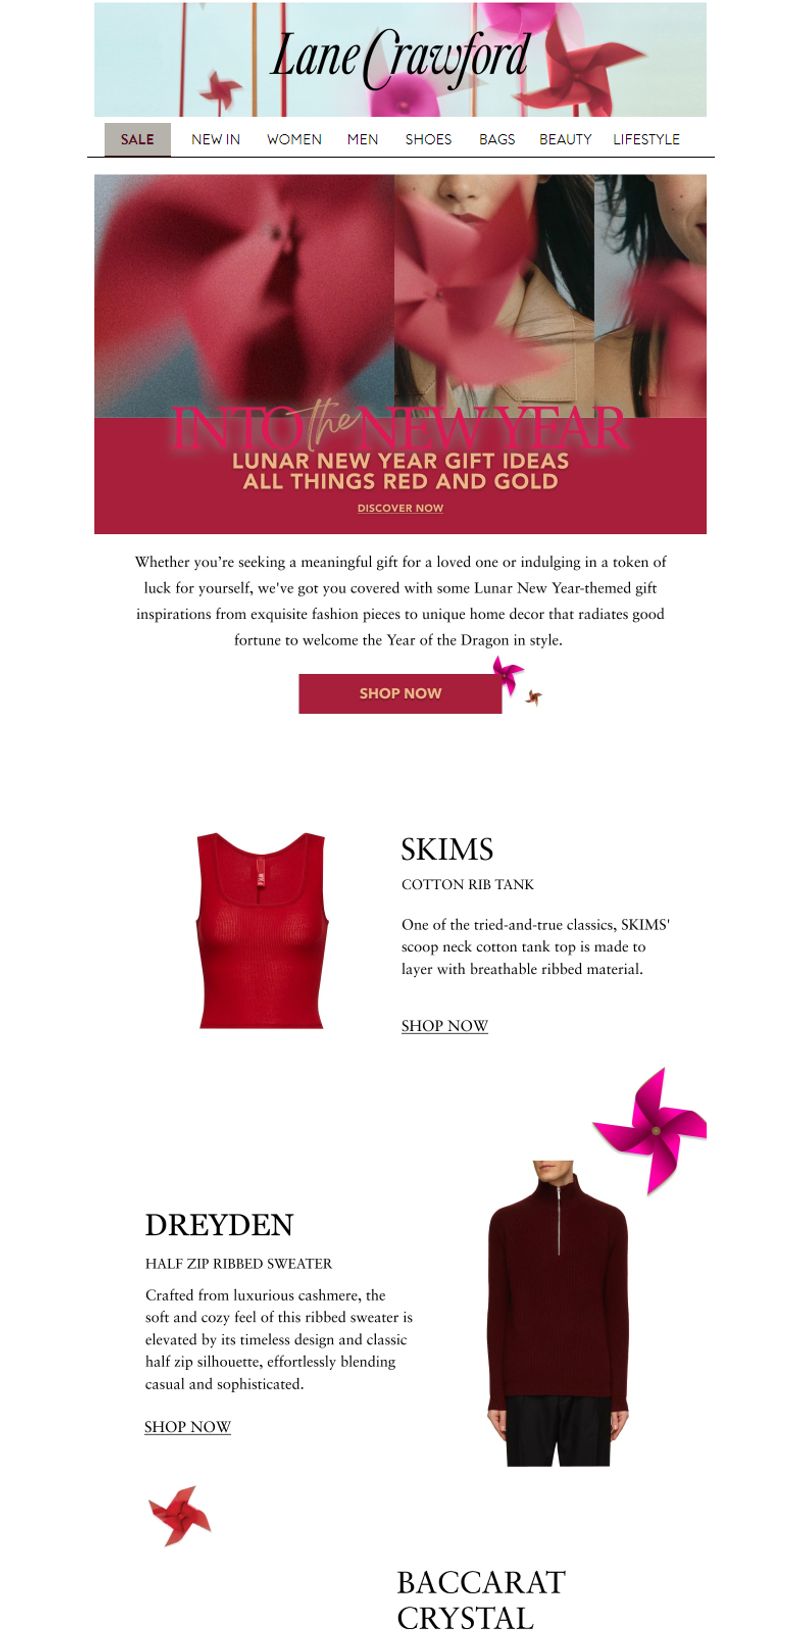 Lane Crawford
SALE NEW IN WOMEN MEN SHOES BAGS BEAUTY LIFESTYLE
INTO the NEW YEAR
LUNAR NEW YEAR GIFT IDEAS
ALL THINGS RED AND GOLD
DISCOVER NOW
Whether you’re seeking a meaningful gift for a loved one or indulging in a token of
luck for yourself, we've got you covered with some Lunar New Year-themed gift
inspirations from exquisite fashion pieces to unique home decor that radiates good
fortune to welcome the Year of the Dragon in style.
SHOP NOW
SKIMS
COTTON RIB TANK
One of the tried-and-true classics, SKIMS'
scoop neck cotton tank top is made to
layer with breathable ribbed material.
SHOP NOW
DREYDEN
HALF ZIP RIBBED SWEATER
Crafted from luxurious cashmere, the
soft and cozy feel of this ribbed sweater is
elevated by its timeless design and classic
half zip silhouette, effortlessly blending
casual and sophisticated.
SHOP NOW
BACCARAT
CRYSTAL